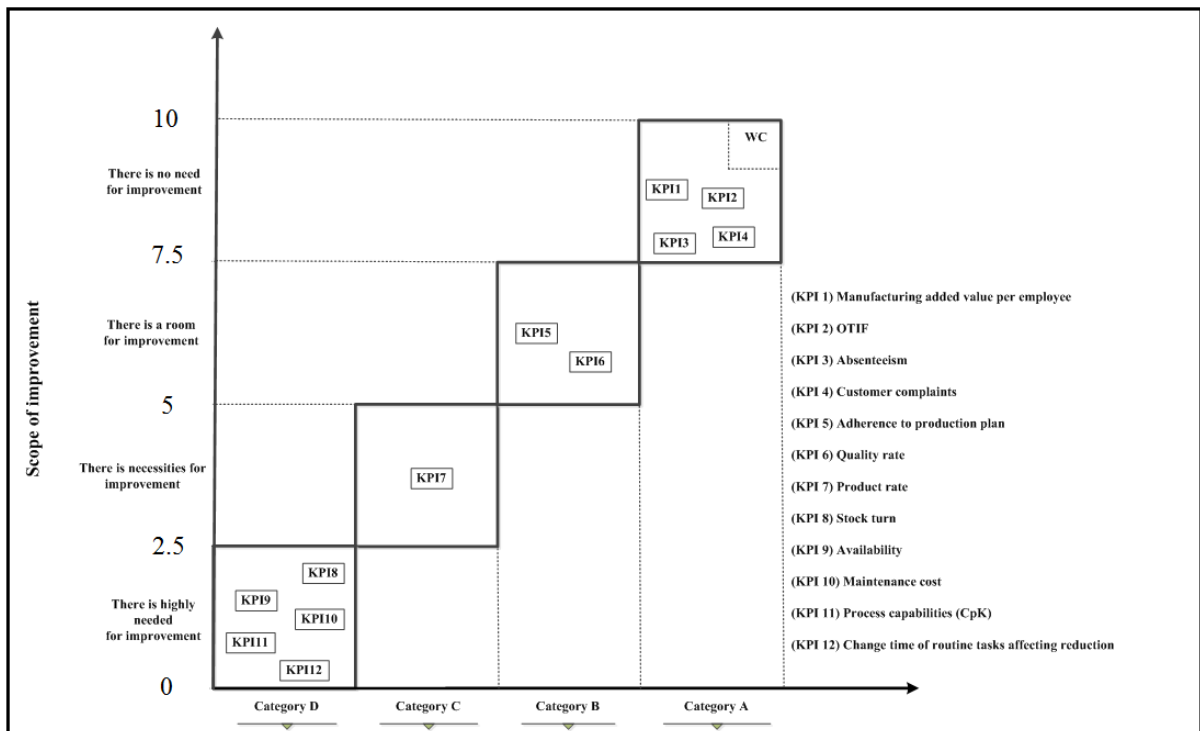 10
WC
There is no need
for improvement
KPI1
KPI2
KPI3
KPI4
7.5
Scope of improvement
There is a room
for improvement
KPI5
KPI6
5
There is necessities for
improvement
KPI7
2.5
There is highly
needed
for improvement
KPI8
KPI9
KPI10
KPI11
KPI12
0
(KPI 1) Manufacturing added value per employee
(KPI 2) OTIF
(KPI 3) Absenteeism
(KPI 4) Customer complaints
(KPI 5) Adherence to production plan
(KPI 6) Quality rate
(KPI 7) Product rate
(KPI 8) Stock turn
(KPI 9) Availability
(KPI 10) Maintenance cost
(KPI 11) Process capabilities (CpK)
(KPI 12) Change time of routine tasks affecting reduction
Category D
Category C
Category B
Category A